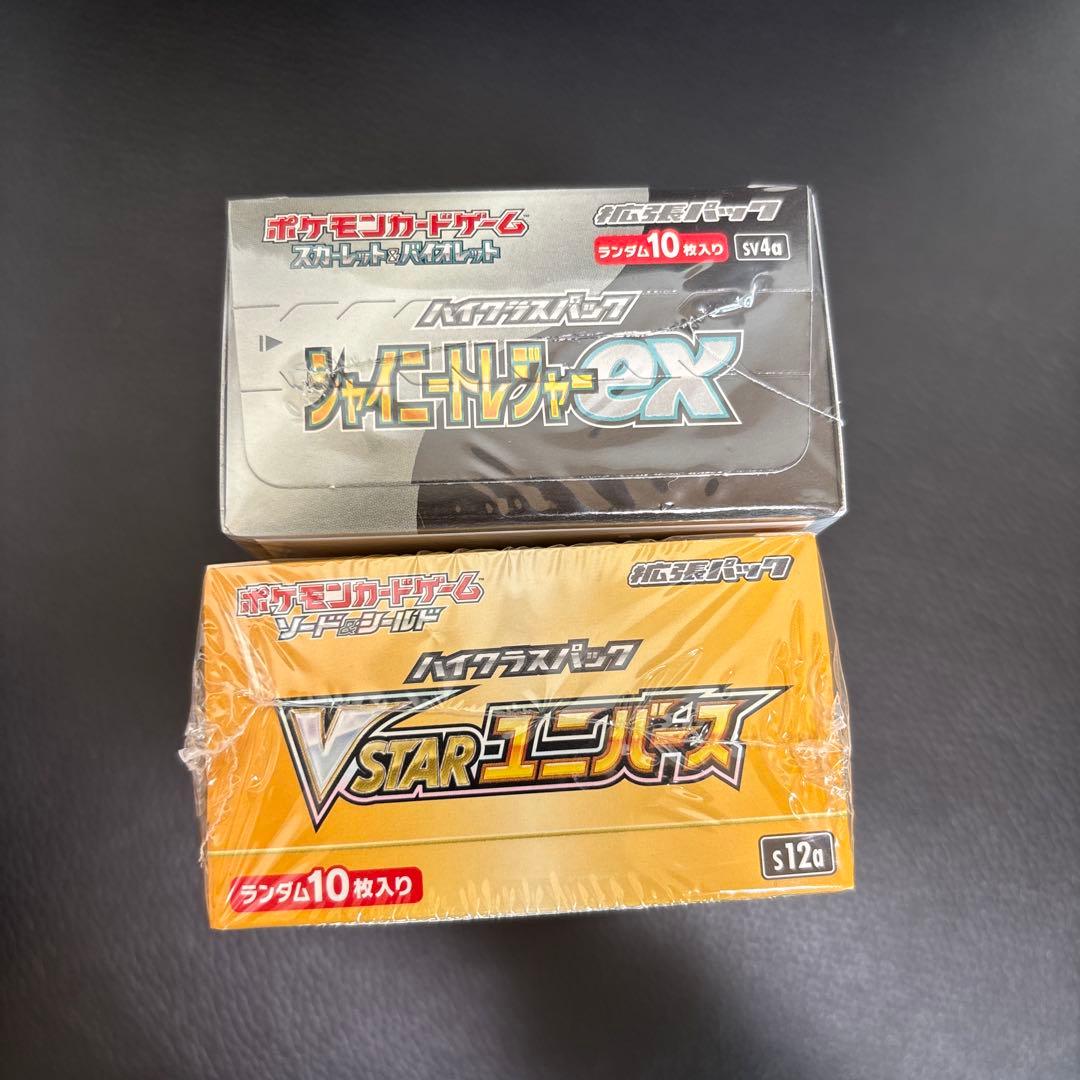 ポケモンカードゲーム™
スカーレット&バイオレット
拡張パック
ランダム10枚入り
sv4a
ハイクラスパック
シャイニートレジャーex
ポケモンカードゲーム™
ソード&シールド
拡張パック
ハイクラスパック
VSTARユニバース
ランダム10枚入り
s12a